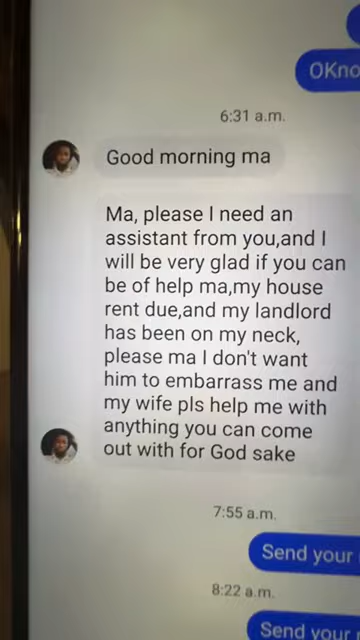 OKno
6:31 a.m.
Good morning ma
Ma, please I need an
assistant from you,and I
will be very glad if you can
be of help ma,my house
rent due,and my landlord
has been on my neck,
please ma I don't want
him to embarrass me and
my wife pls help me with
anything you can come
out with for God sake
7:55 a.m.
Send your
8:22 a.m.
Send your